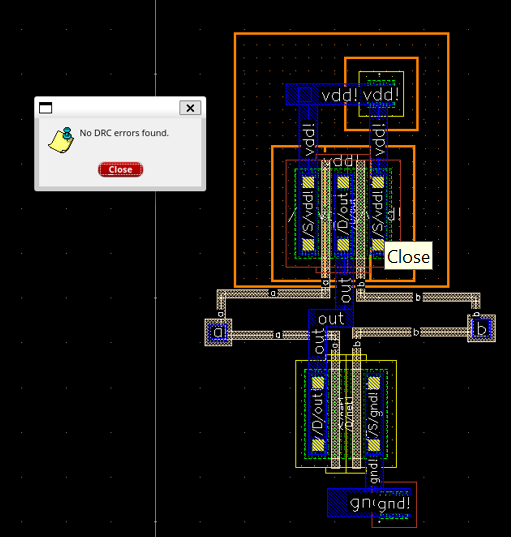 vdd! vdd!
No DRC errors found.
Close
vdd! vdd!
vdd!
/S/vdd! /D/out /S/vdd!
Close
a out b
a b
a b
a out b
a b
out a b
/D/out /D/net1 /S/gnd!
gnd!
gnd!